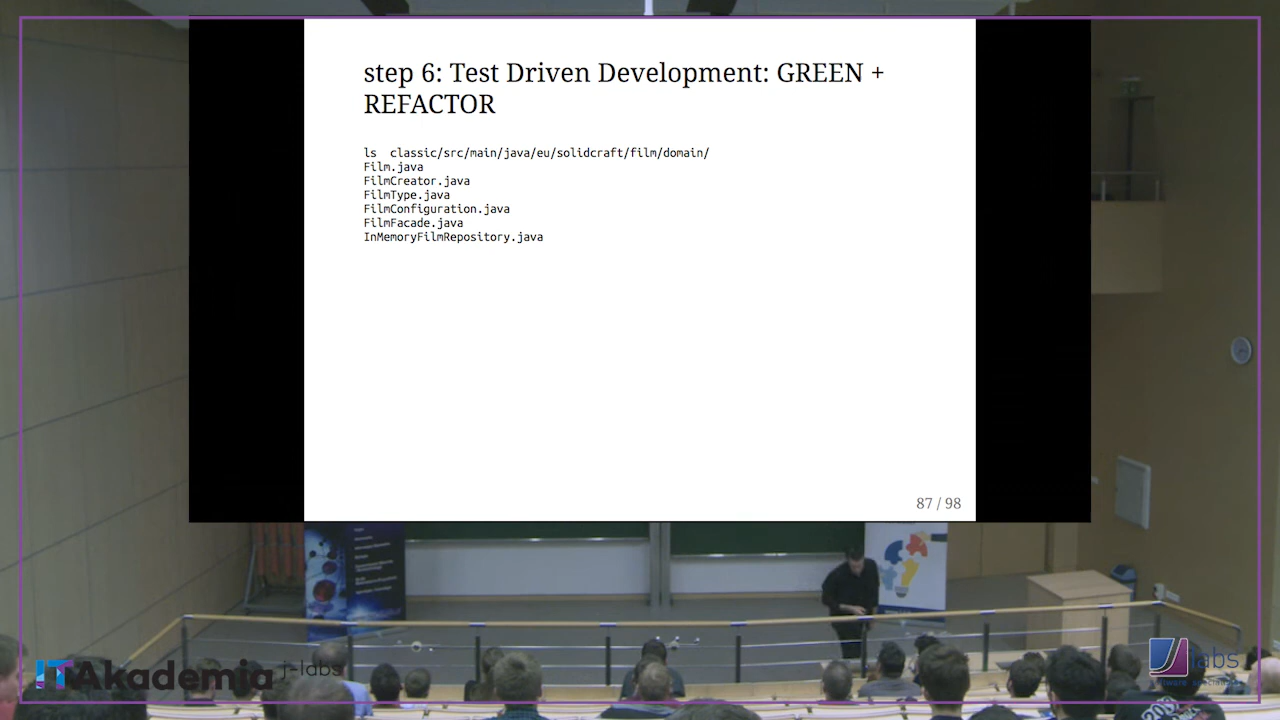 step 6: Test Driven Development: GREEN +
REFACTOR
ls  classic/src/main/java/eu/solidcraft/film/domain/
Film.java
FilmCreator.java
FilmType.java
FilmConfiguration.java
FilmFacade.java
InMemoryFilmRepository.java
87 / 98
ITAkademia j-labs
labs